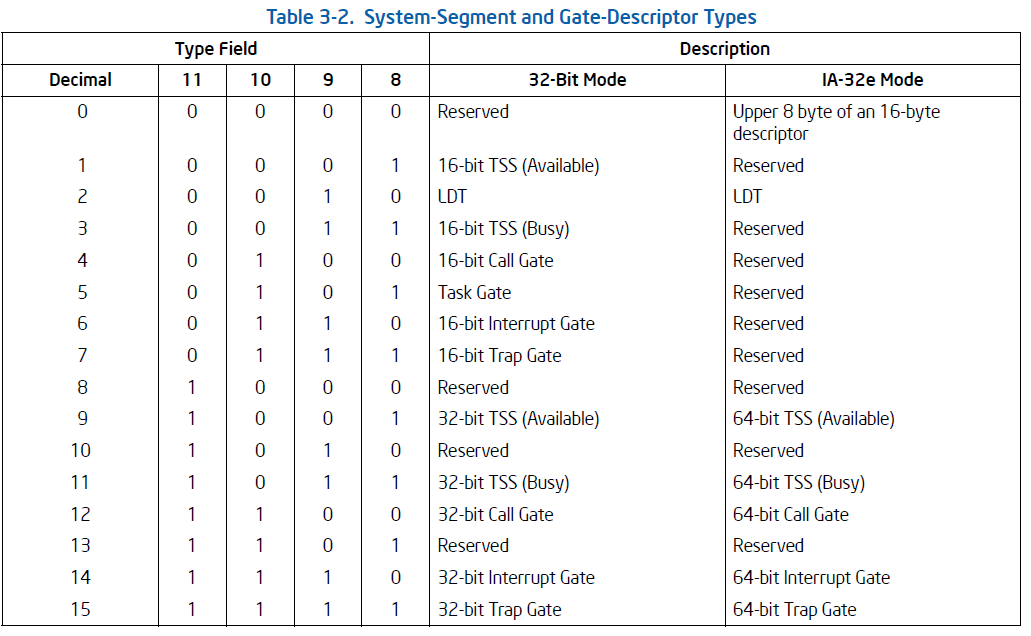 Table 3-2. System-Segment and Gate-Descriptor Types
Type Field Description
Decimal 11 10 9 8 32-Bit Mode IA-32e Mode
0 0 0 0 0 Reserved Upper 8 byte of an 16-byte
descriptor
1 0 0 0 1 16-bit TSS (Available) Reserved
2 0 0 1 0 LDT LDT
3 0 0 1 1 16-bit TSS (Busy) Reserved
4 0 1 0 0 16-bit Call Gate Reserved
5 0 1 0 1 Task Gate Reserved
6 0 1 1 0 16-bit Interrupt Gate Reserved
7 0 1 1 1 16-bit Trap Gate Reserved
8 1 0 0 0 Reserved Reserved
9 1 0 0 1 32-bit TSS (Available) 64-bit TSS (Available)
10 1 0 1 0 Reserved Reserved
11 1 0 1 1 32-bit TSS (Busy) 64-bit TSS (Busy)
12 1 1 0 0 32-bit Call Gate 64-bit Call Gate
13 1 1 0 1 Reserved Reserved
14 1 1 1 0 32-bit Interrupt Gate 64-bit Interrupt Gate
15 1 1 1 1 32-bit Trap Gate 64-bit Trap Gate